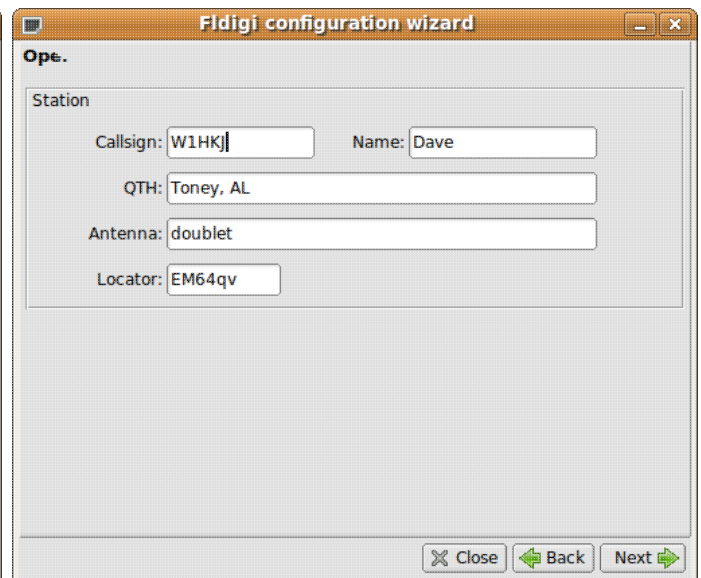 Fldigi configuration wizard
Ope.
Station
Callsign: W1HKJ Name: Dave
QTH: Toney, AL
Antenna: doublet
Locator: EM64qv
Close Back Next